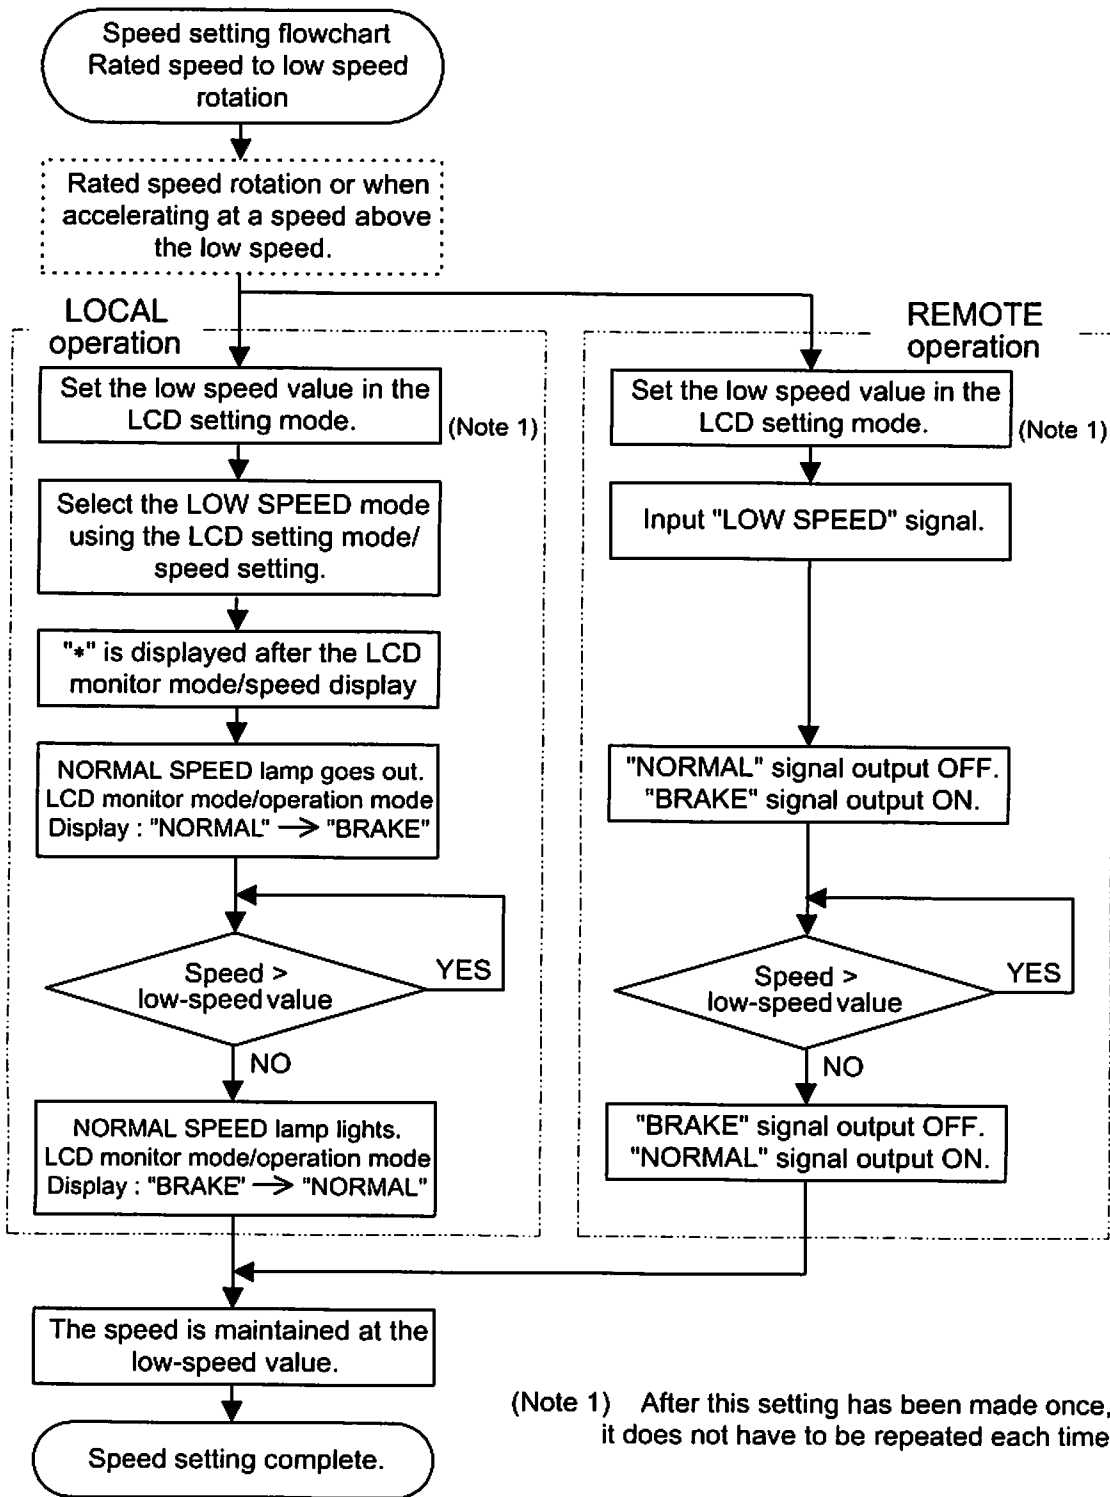 Speed setting flowchart
Rated speed to low speed
rotation
Rated speed rotation or when
accelerating at a speed above
the low speed.
LOCAL
operation
Set the low speed value in the
LCD setting mode.
(Note 1)
Select the LOW SPEED mode
using the LCD setting mode/
speed setting.
"*" is displayed after the LCD
monitor mode/speed display
NORMAL SPEED lamp goes out.
LCD monitor mode/operation mode
Display : "NORMAL" → "BRAKE"
Speed >
low-speed value
YES
NO
NORMAL SPEED lamp lights.
LCD monitor mode/operation mode
Display : "BRAKE" → "NORMAL"
REMOTE
operation
Set the low speed value in the
LCD setting mode.
(Note 1)
Input "LOW SPEED" signal.
"NORMAL" signal output OFF.
"BRAKE" signal output ON.
Speed >
low-speed value
YES
NO
"BRAKE" signal output OFF.
"NORMAL" signal output ON.
The speed is maintained at the
low-speed value.
Speed setting complete.
(Note 1) After this setting has been made once,
it does not have to be repeated each time